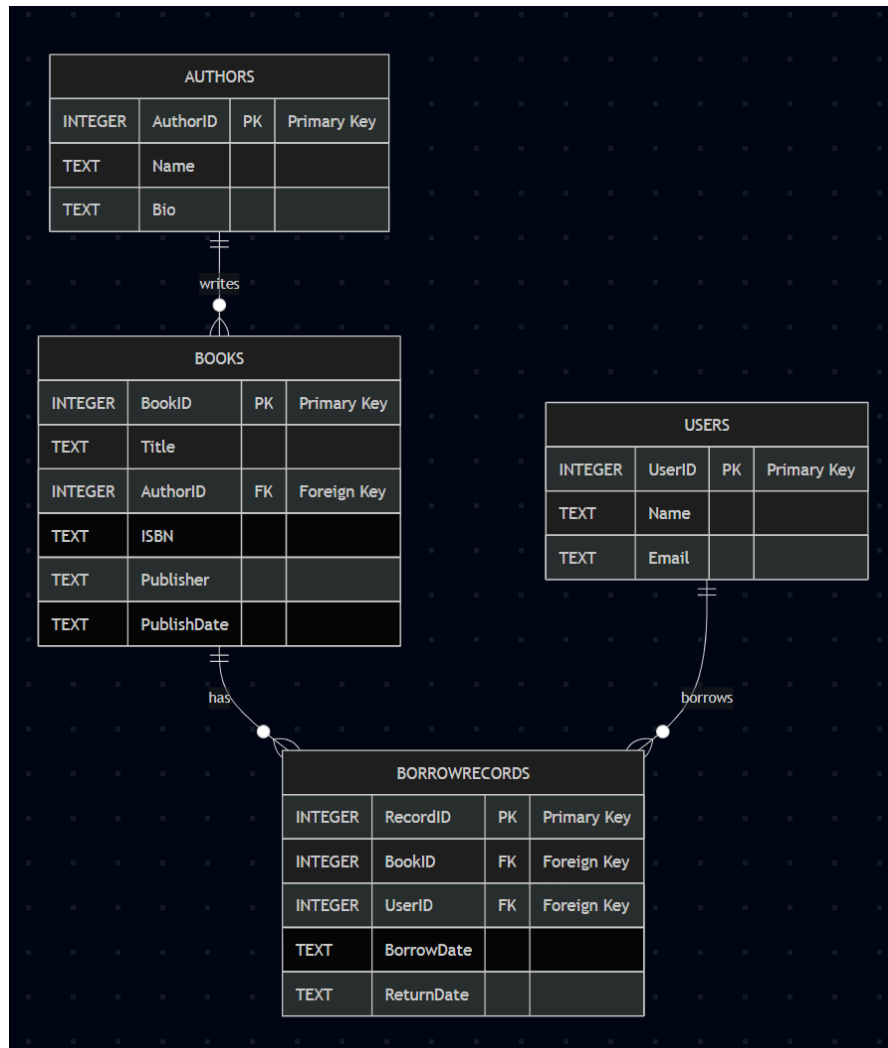 AUTHORS
INTEGER AuthorID PK Primary Key
TEXT Name
TEXT Bio
writes
BOOKS
INTEGER BookID PK Primary Key
TEXT Title
INTEGER AuthorID FK Foreign Key
TEXT ISBN
TEXT Publisher
TEXT PublishDate
USERS
INTEGER UserID PK Primary Key
TEXT Name
TEXT Email
has
borrows
BORROWRECORDS
INTEGER RecordID PK Primary Key
INTEGER BookID FK Foreign Key
INTEGER UserID FK Foreign Key
TEXT BorrowDate
TEXT ReturnDate